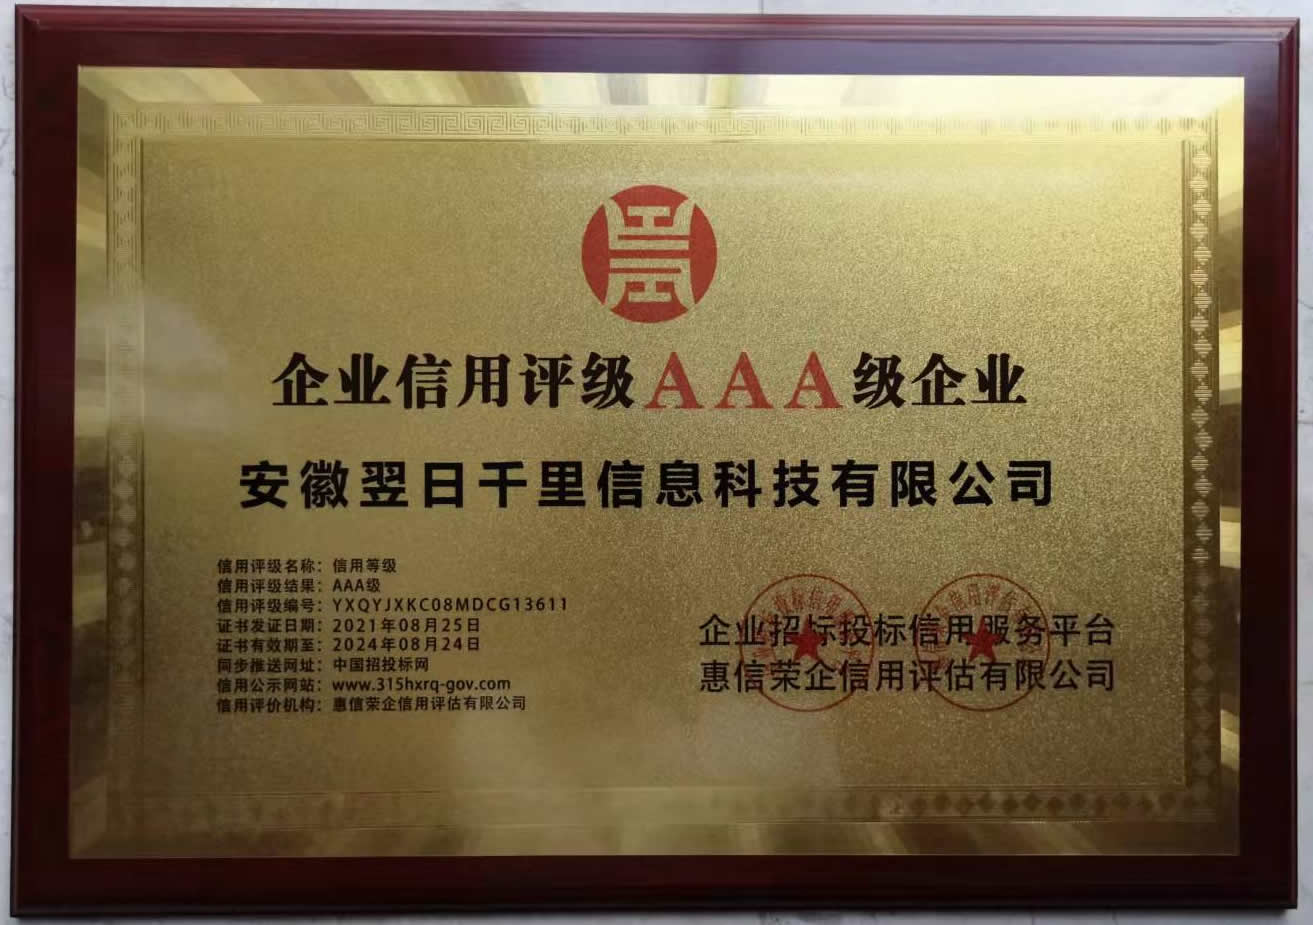 企业信用评级AAA级企业
安徽翌日千里信息科技有限公司
信用评级名称：信用等级
信用评级结果：AAA级
信用评级编号：YXQYJXKC08MDCG13611
证书发证日期：2021年08月25日
证书有效期至：2024年08月24日
同步推送网址：中国招投标网
信用公示网站：www.315hxrq-gov.com
信用评价机构：惠信荣企信用评估有限公司
企业招标投标信用服务平台
惠信荣企信用评估有限公司